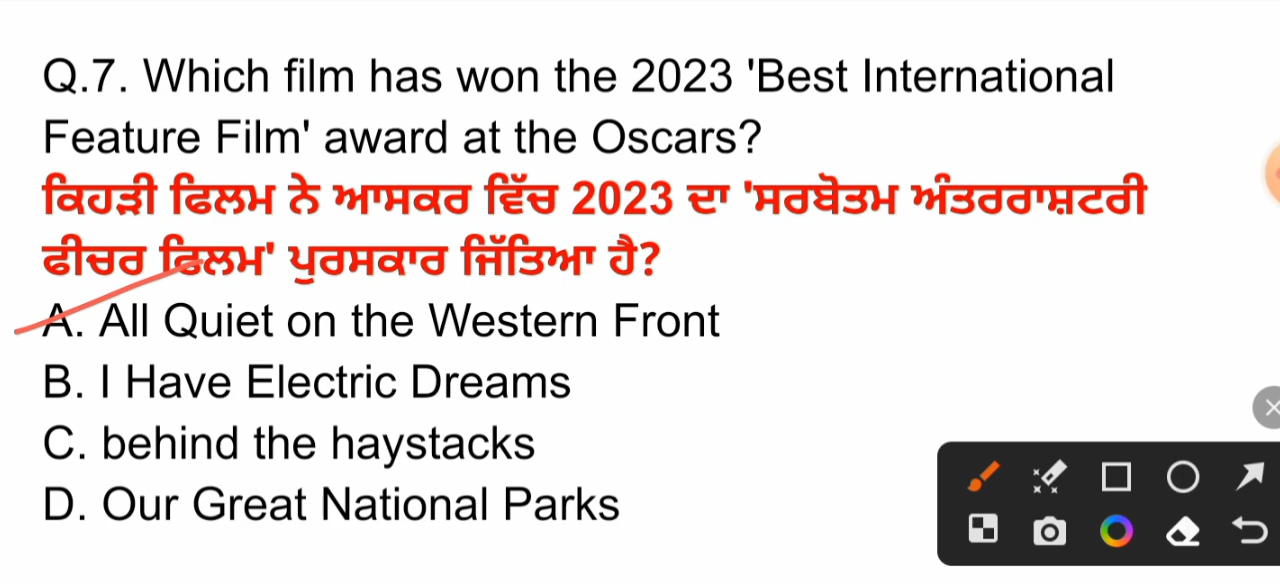 Q.7. Which film has won the 2023 'Best International
Feature Film' award at the Oscars?
ਕਿਹੜੀ ਫਿਲਮ ਨੇ ਆਸਕਰ ਵਿੱਚ 2023 ਦਾ 'ਸਰਬੋਤਮ ਅੰਤਰਰਾਸ਼ਟਰੀ
ਫੀਚਰ ਫਿਲਮ' ਪੁਰਸਕਾਰ ਜਿੱਤਿਆ ਹੈ?
A. All Quiet on the Western Front
B. I Have Electric Dreams
C. behind the haystacks
D. Our Great National Parks